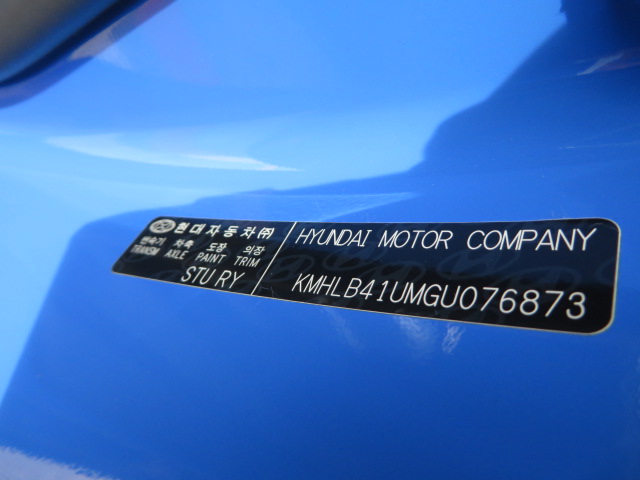 현대자동차㈜
변속기 차축 도장 의장
TRANSM AXLE PAINT TRIM
STU RY
HYUNDAI MOTOR COMPANY
KMHLB41UMGU076873